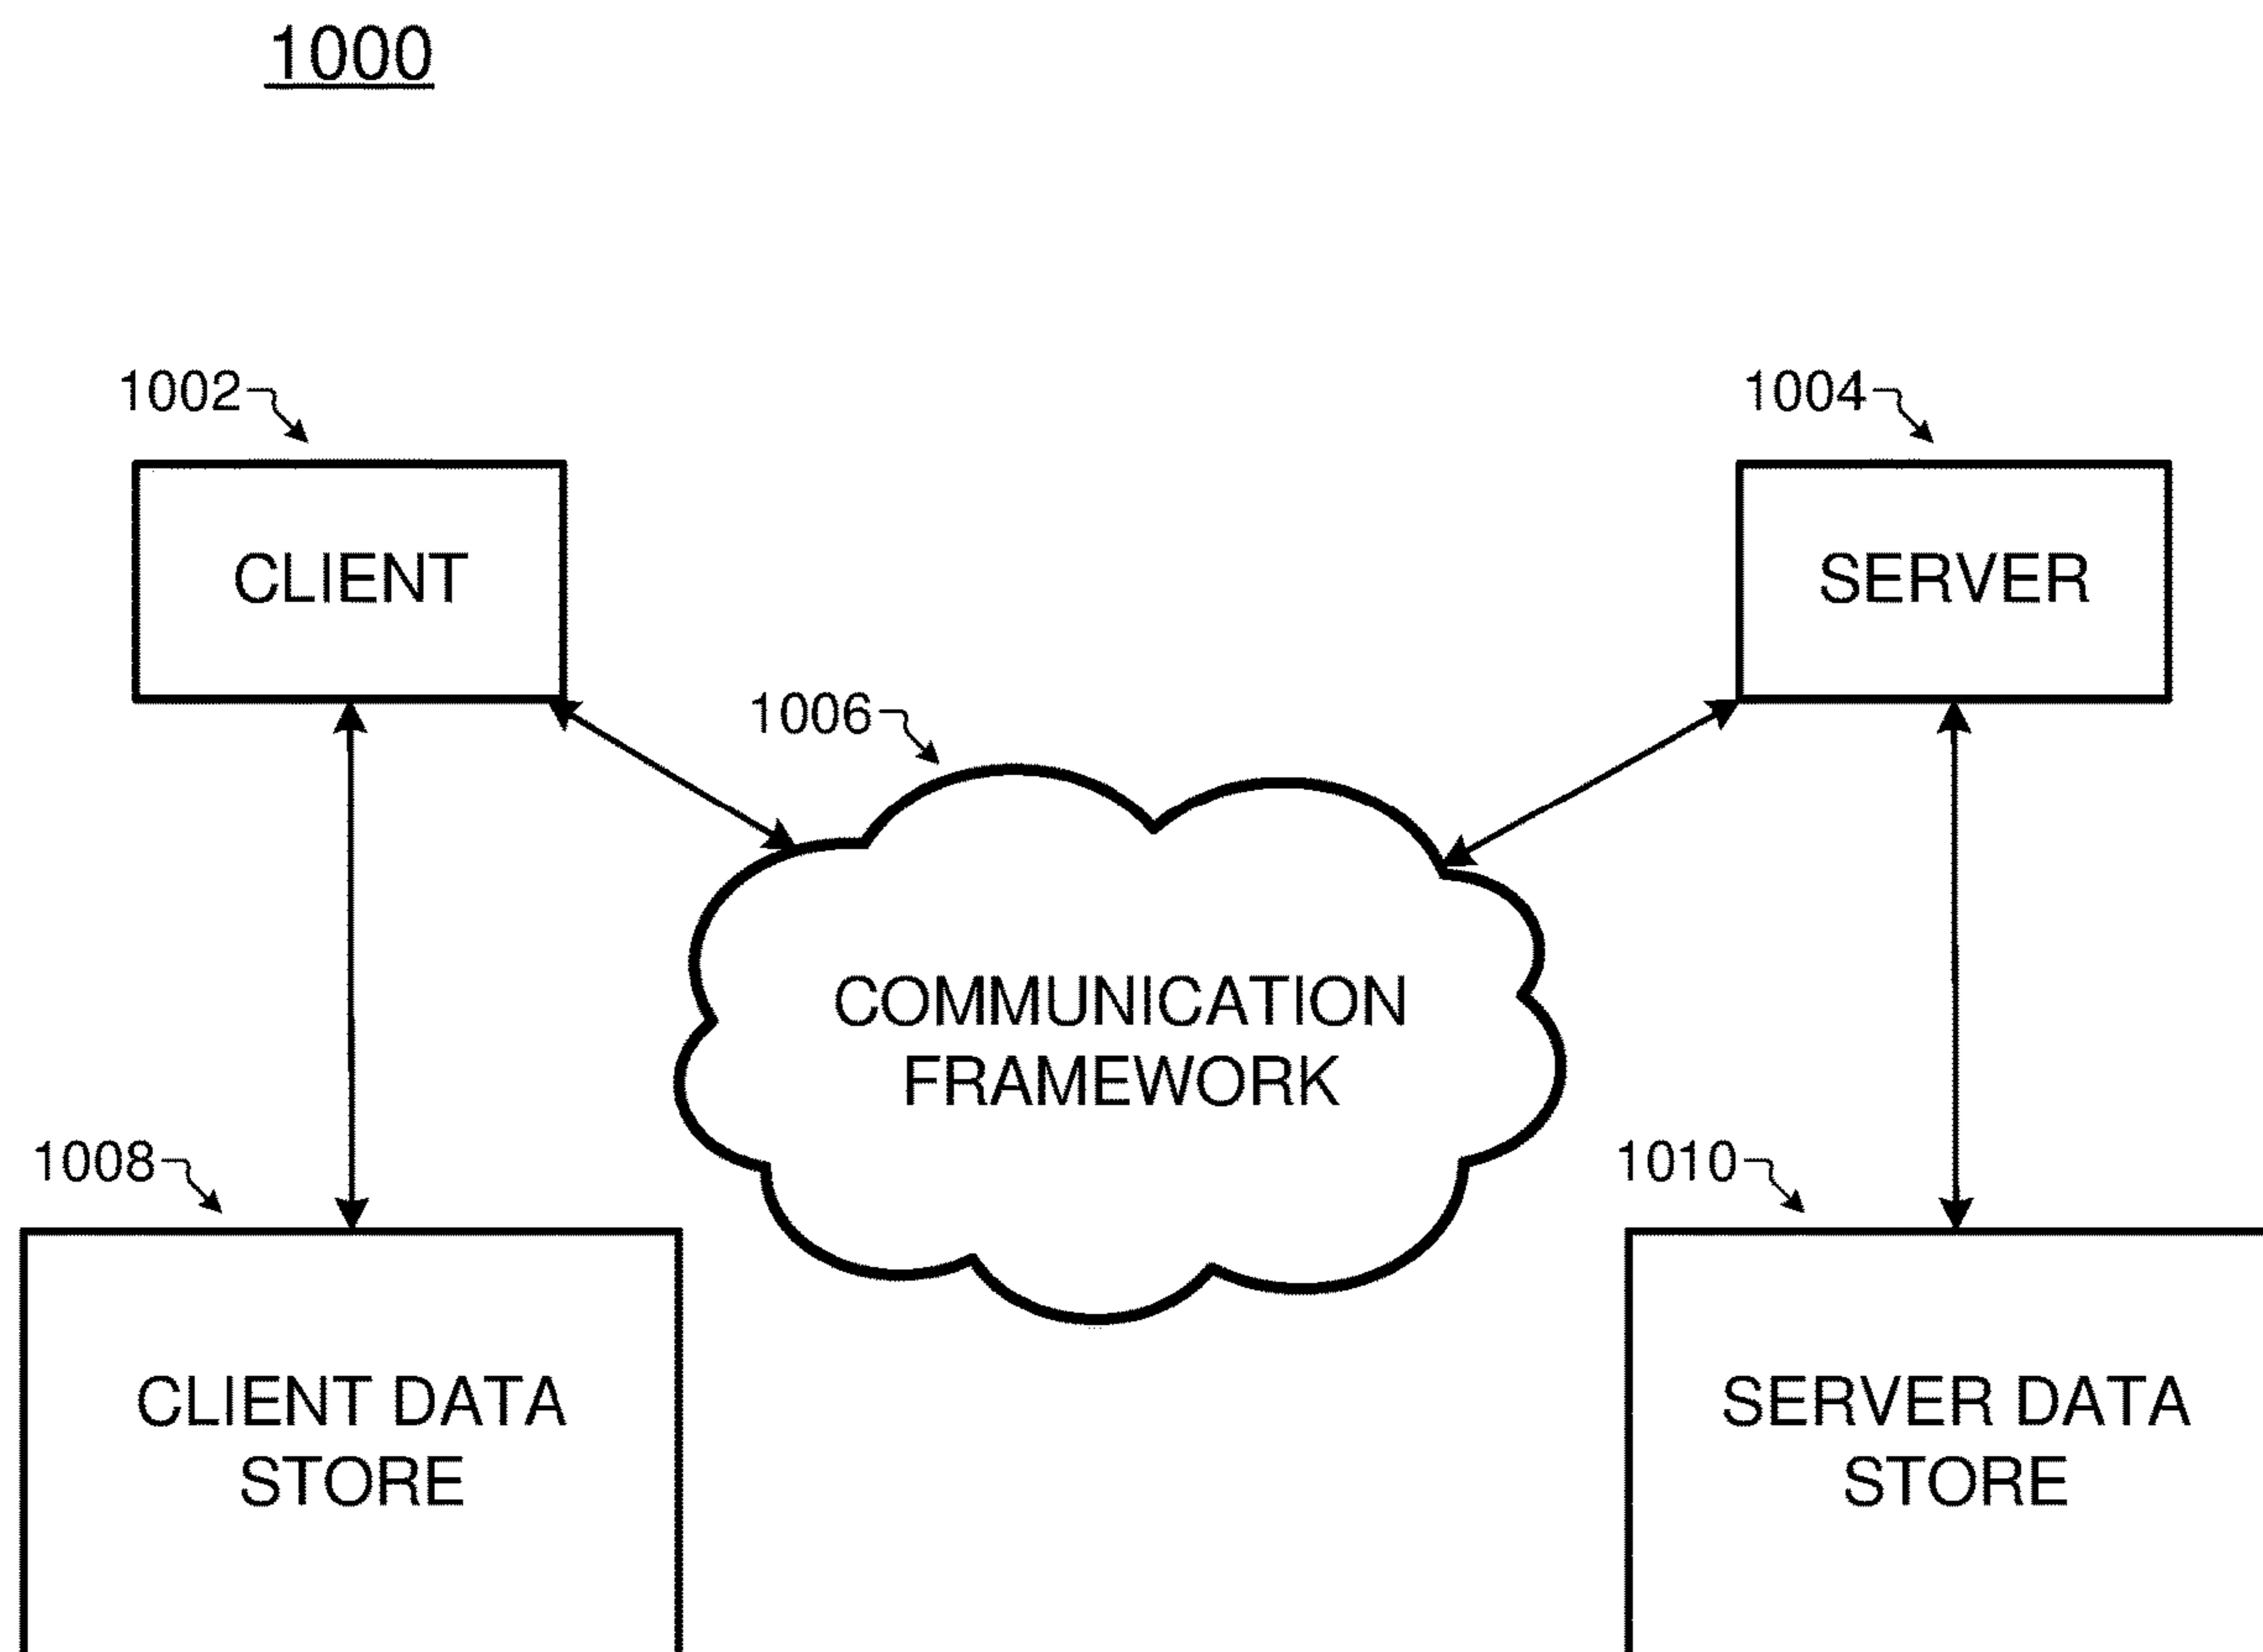 1000
1002
1004
CLIENT
SERVER
1006
COMMUNICATION
FRAMEWORK
1008
1010
CLIENT DATA
STORE
SERVER DATA
STORE